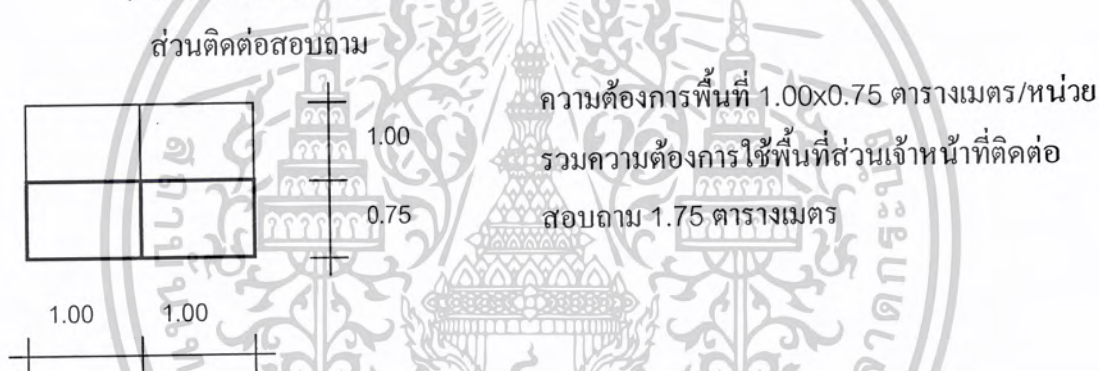 ส่วนติดต่อสอบถาม
ความต้องการพื้นที่ 1.00x0.75 ตารางเมตร/หน่วย
1.00
รวมความต้องการใช้พื้นที่ส่วนเจ้าหน้าที่ติดต่อ
0.75
สอบถาม 1.75 ตารางเมตร
1.00 1.00